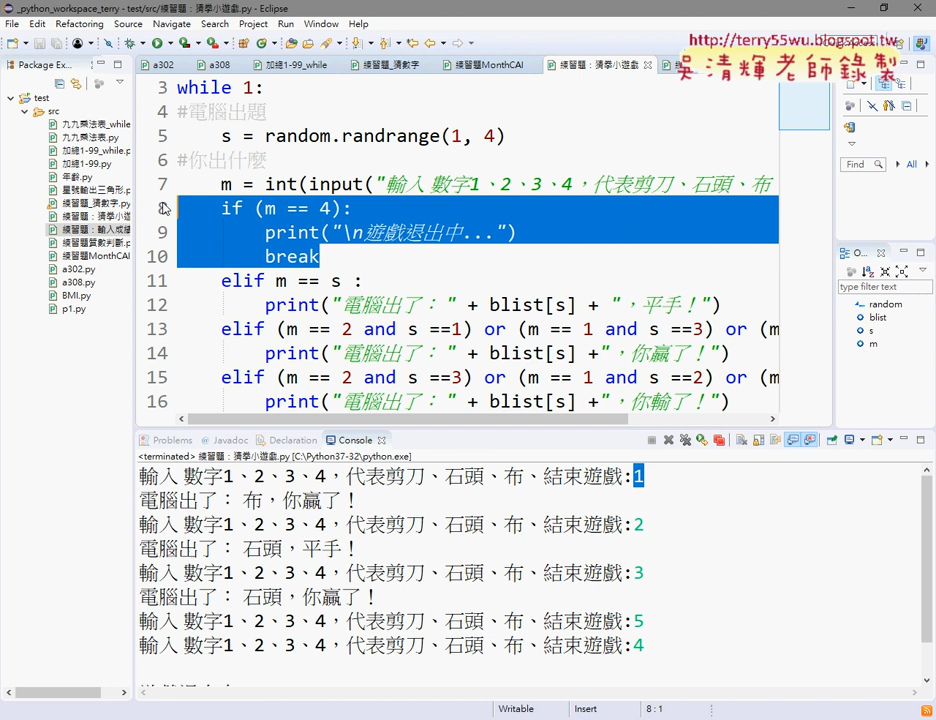 _python_workspace_terry - test/src/練習題：猜拳小遊戲.py - Eclipse
File Edit Refactoring Source Navigate Search Project Run Window Help
http://terry55wu.blogspot.tw
吳清輝老師錄製
Package Ex...
a302
a308
加總1-99_while
練習題_猜數字
練習題MonthCAI
練習題：猜拳小遊戲
test
src
九九乘法表_while
九九乘法表.py
加總1-99_while.p
加總1-99.py
年齡.py
星號輸出三角形.p
練習題_猜數字.py
練習題：猜拳小遊
練習題：輸入成績
練習題質數判斷.p
練習題MonthCAI
a302.py
a308.py
BMI.py
p1.py
3 while 1:
4 #電腦出題
5 s = random.randrange(1, 4)
6 #你出什麼
7 m = int(input("輸入 數字1、2、3、4，代表剪刀、石頭、布
8 if (m == 4):
9 print("\n遊戲退出中...")
10 break
11 elif m == s :
12 print("電腦出了： " + blist[s] + "，平手！")
13 elif (m == 2 and s ==1) or (m == 1 and s ==3) or (m
14 print("電腦出了： " + blist[s] +"，你贏了！")
15 elif (m == 2 and s ==3) or (m == 1 and s ==2) or (m
16 print("電腦出了： " + blist[s] +"，你輸了！")
Find
All
O...
type filter text
random
blist
s
m
Problems Javadoc Declaration Console
<terminated> 練習題：猜拳小遊戲.py [C:\Python37-32\python.exe]
輸入 數字1、2、3、4，代表剪刀、石頭、布、結束遊戲:1
電腦出了： 布，你贏了！
輸入 數字1、2、3、4，代表剪刀、石頭、布、結束遊戲:2
電腦出了： 石頭，平手！
輸入 數字1、2、3、4，代表剪刀、石頭、布、結束遊戲:3
電腦出了： 石頭，你贏了！
輸入 數字1、2、3、4，代表剪刀、石頭、布、結束遊戲:5
輸入 數字1、2、3、4，代表剪刀、石頭、布、結束遊戲:4
Writable
Insert
8 : 1